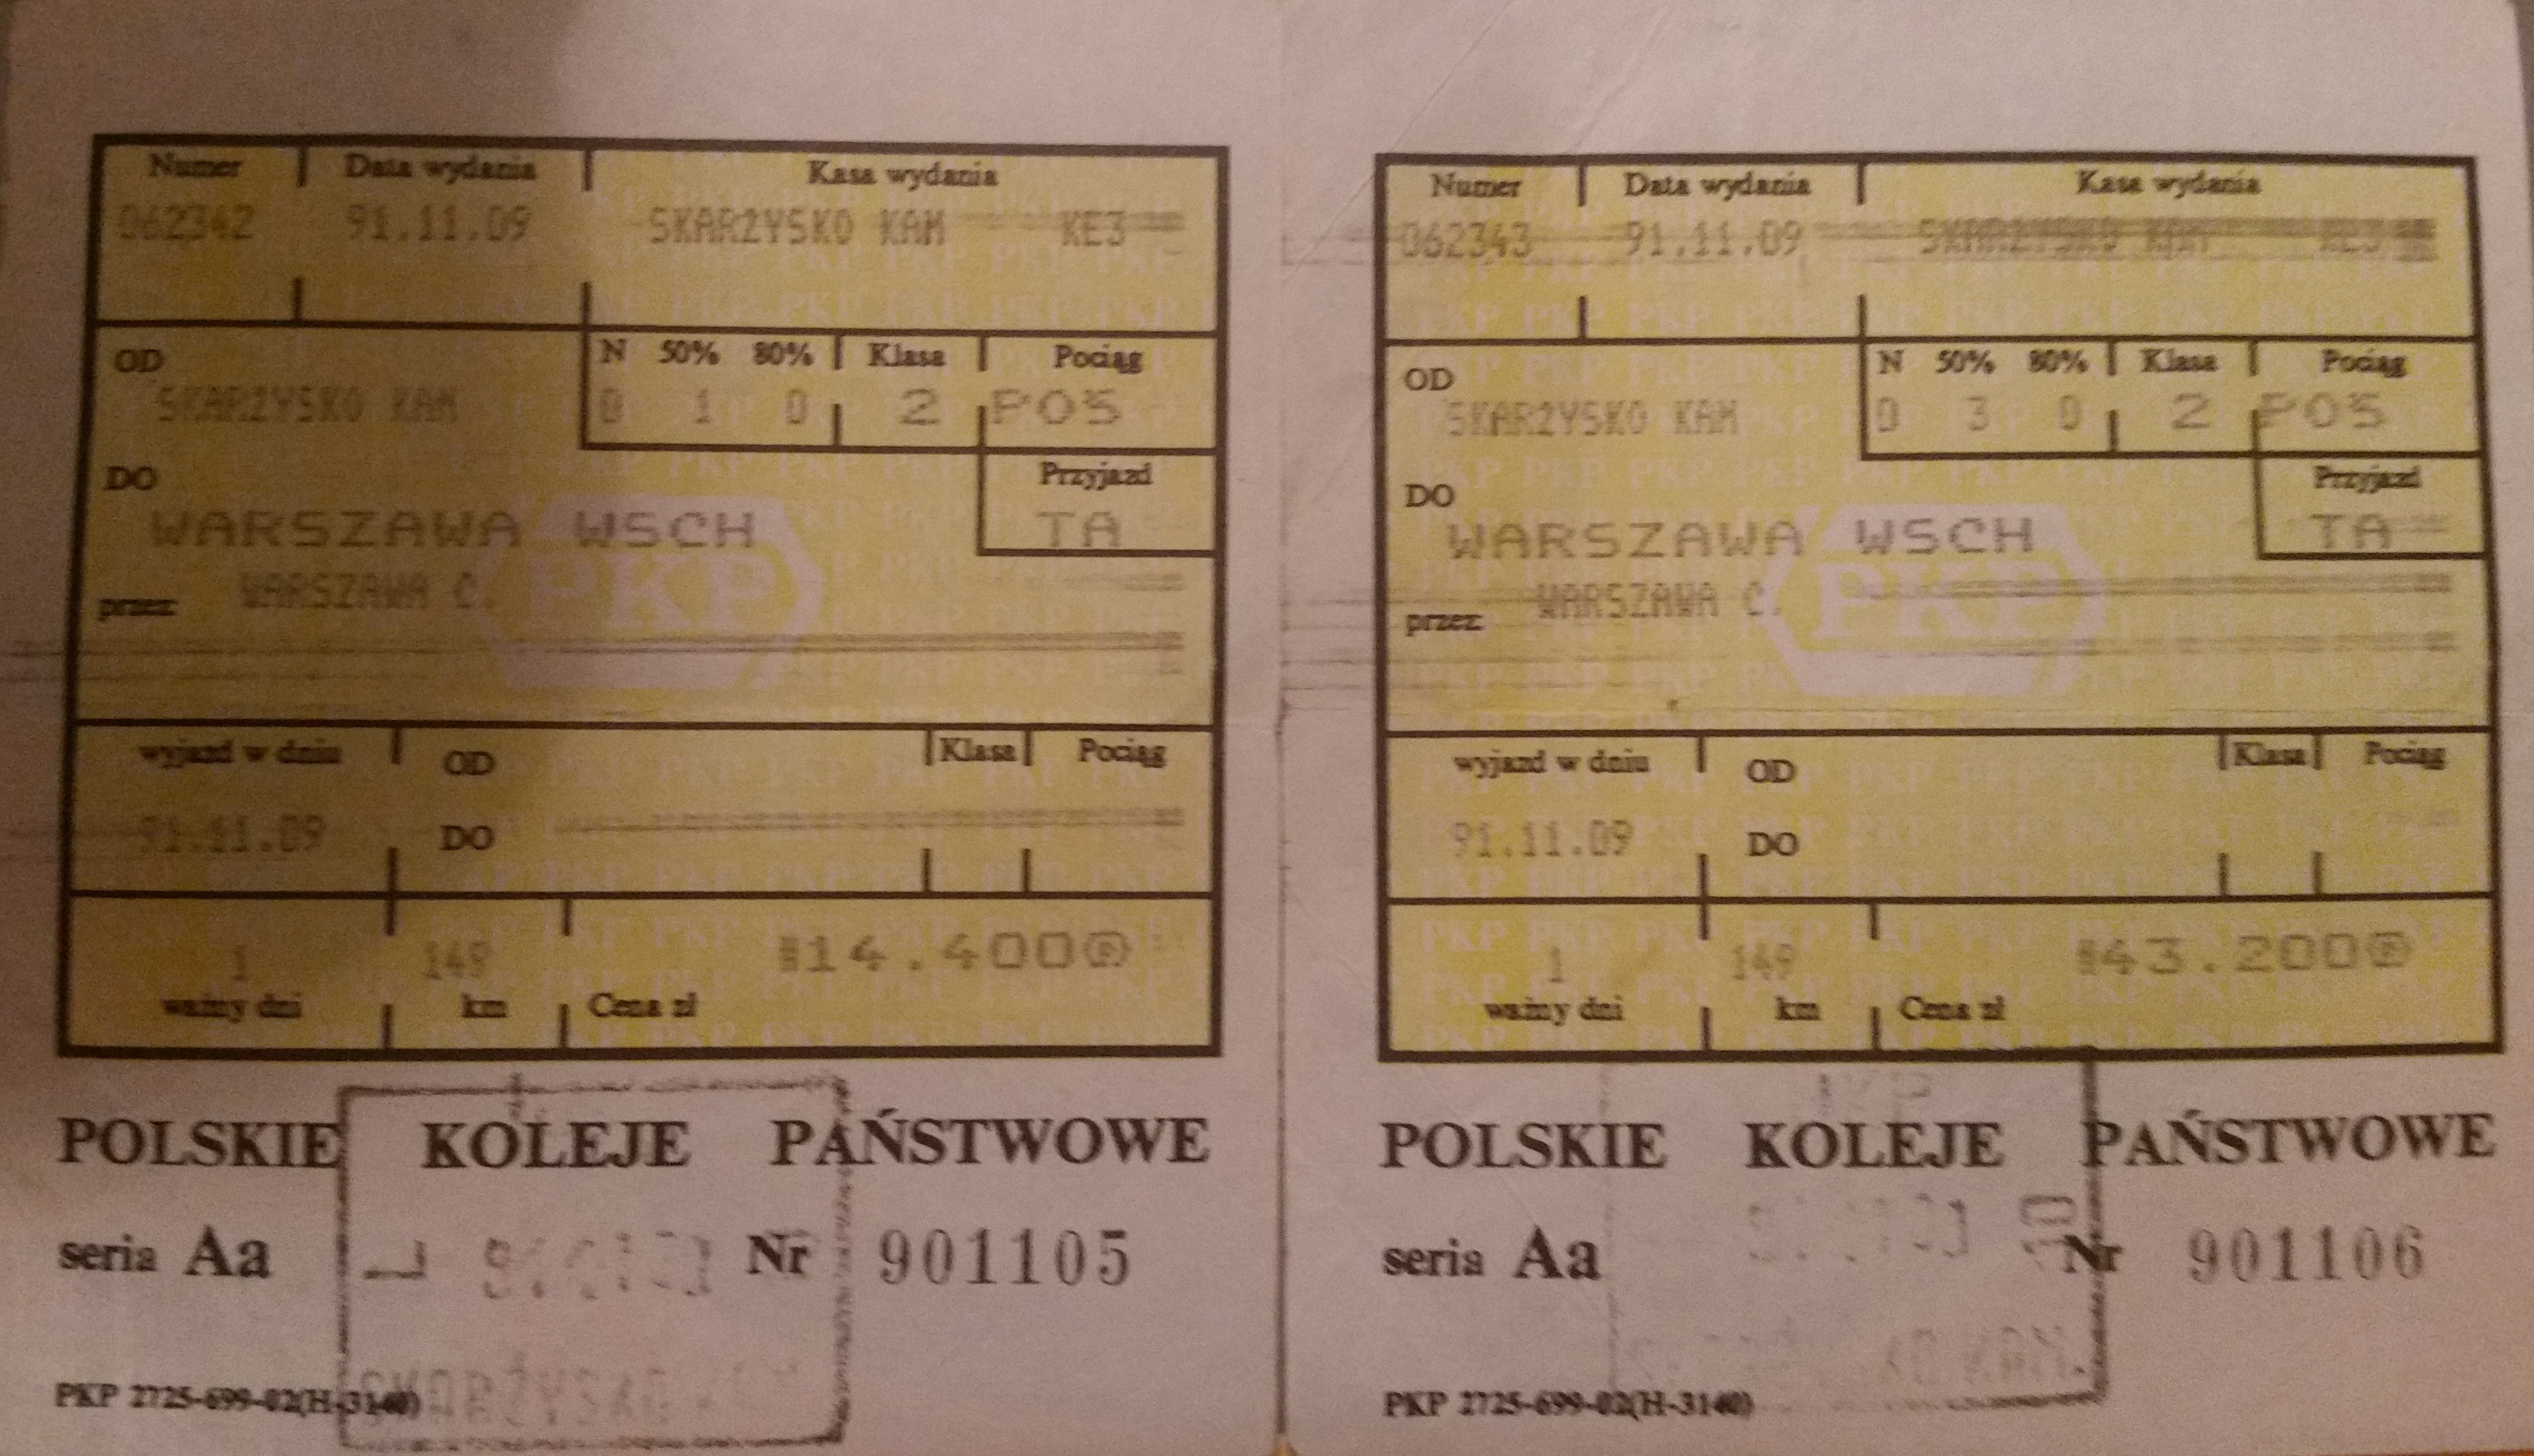 Numer Data wydania Kasa wydania
062342 91.11.09 SKARZYSKO KAM KE3
OD N 50% 80% Klasa Pociąg
SKARZYSKO KAM 0 1 0 2 POS
DO Przyjazd
WARSZAWA WSCH TA
PKP
przez: WARSZAWA C.
wyjazd w dniu OD Klasa Pociąg
91.11.09 DO
1 149 14.400
ważny dni km Cena zł
POLSKIE KOLEJE PAŃSTWOWE
seria Aa Nr 901105
PKP 2725-699-02(H-3140)
Numer Data wydania Kasa wydania
062343 91.11.09 SKARZYSKO KAM KE3
OD N 50% 80% Klasa Pociąg
SKARZYSKO KAM 0 3 0 2 POS
DO Przyjazd
WARSZAWA WSCH TA
PKP
przez: WARSZAWA C.
wyjazd w dniu OD Klasa Pociąg
91.11.09 DO
1 149 43.200
ważny dni km Cena zł
POLSKIE KOLEJE PAŃSTWOWE
seria Aa Nr 901106
PKP 2725-699-02(H-3140)